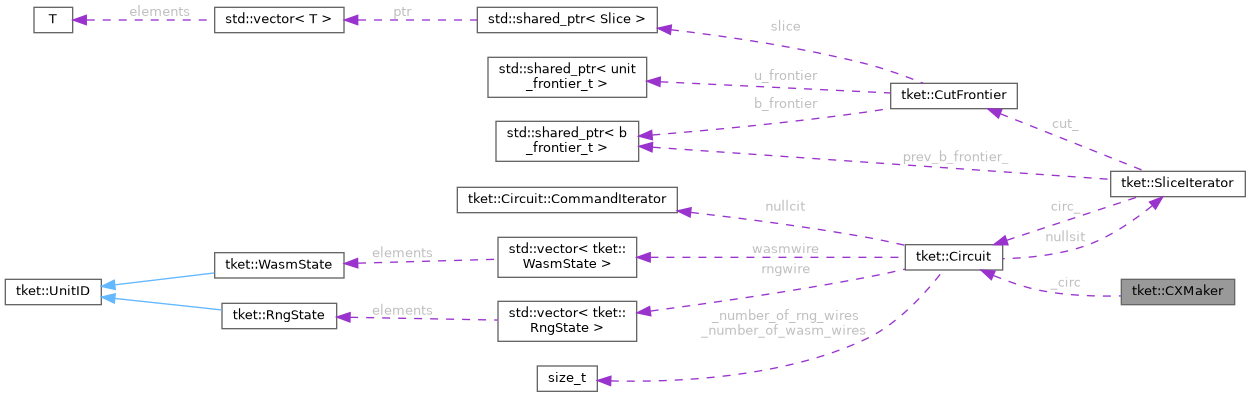 T
elements
std::vector< T >
ptr
std::shared_ptr< Slice >
slice
std::shared_ptr< unit
_frontier_t >
u_frontier
b_frontier
tket::CutFrontier
std::shared_ptr< b
_frontier_t >
cut_
prev_b_frontier_
tket::SliceIterator
tket::Circuit::CommandIterator
nullcit
circ_
nullsit
tket::WasmState
elements
std::vector< tket::
WasmState >
wasmwire
rngwire
tket::Circuit
tket::UnitID
_circ
tket::CXMaker
tket::RngState
elements
std::vector< tket::
RngState >
_number_of_rng_wires
_number_of_wasm_wires
size_t